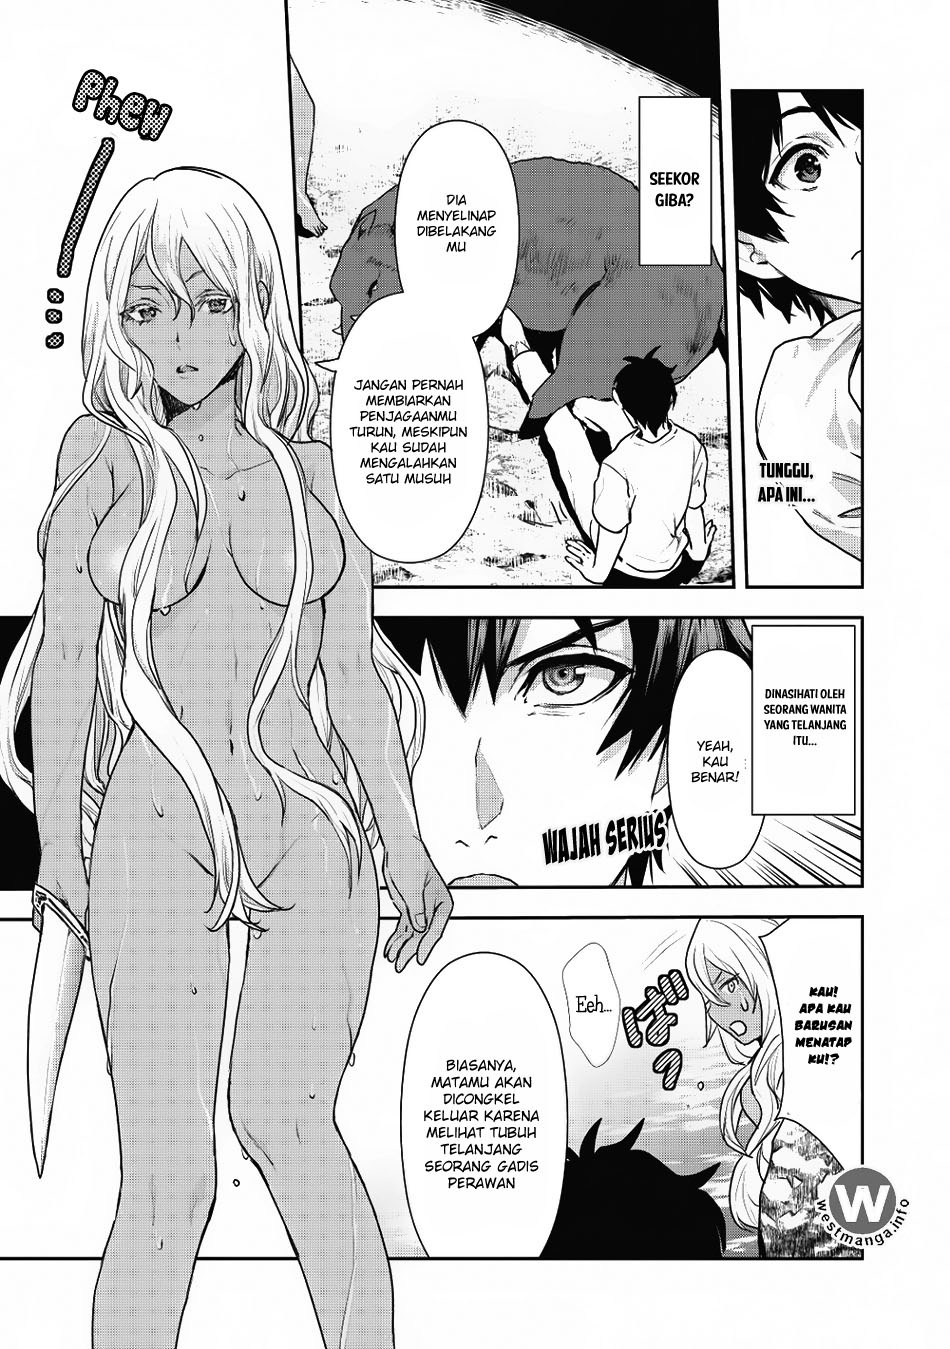 TUNGGU,
APA INI...
SEEKOR
GIBA?
DIA
MENYELINAP
DIBELAKANG
MU
JANGAN PERNAH
MEMBIARKAN
PENJAGAANMU
TURUN, MESKIPUN
KAU SUDAH
MENGALAHKAN
SATU MUSUH
PHEW
...
DINASIHATI OLEH
SEORANG WANITA
YANG TELANJANG
ITU...
YEAH,
KAU
BENAR!
WAJAH SERIUS
KAU!
APA KAU
BARUSAN
MENATAP
KU!?
ばっ
Eeh...
BIASANYA,
MATAMU AKAN
DICONGKEL
KELUAR KARENA
MELIHAT TUBUH
TELANJANG
SEORANG GADIS
PERAWAN
W
westmanga.info